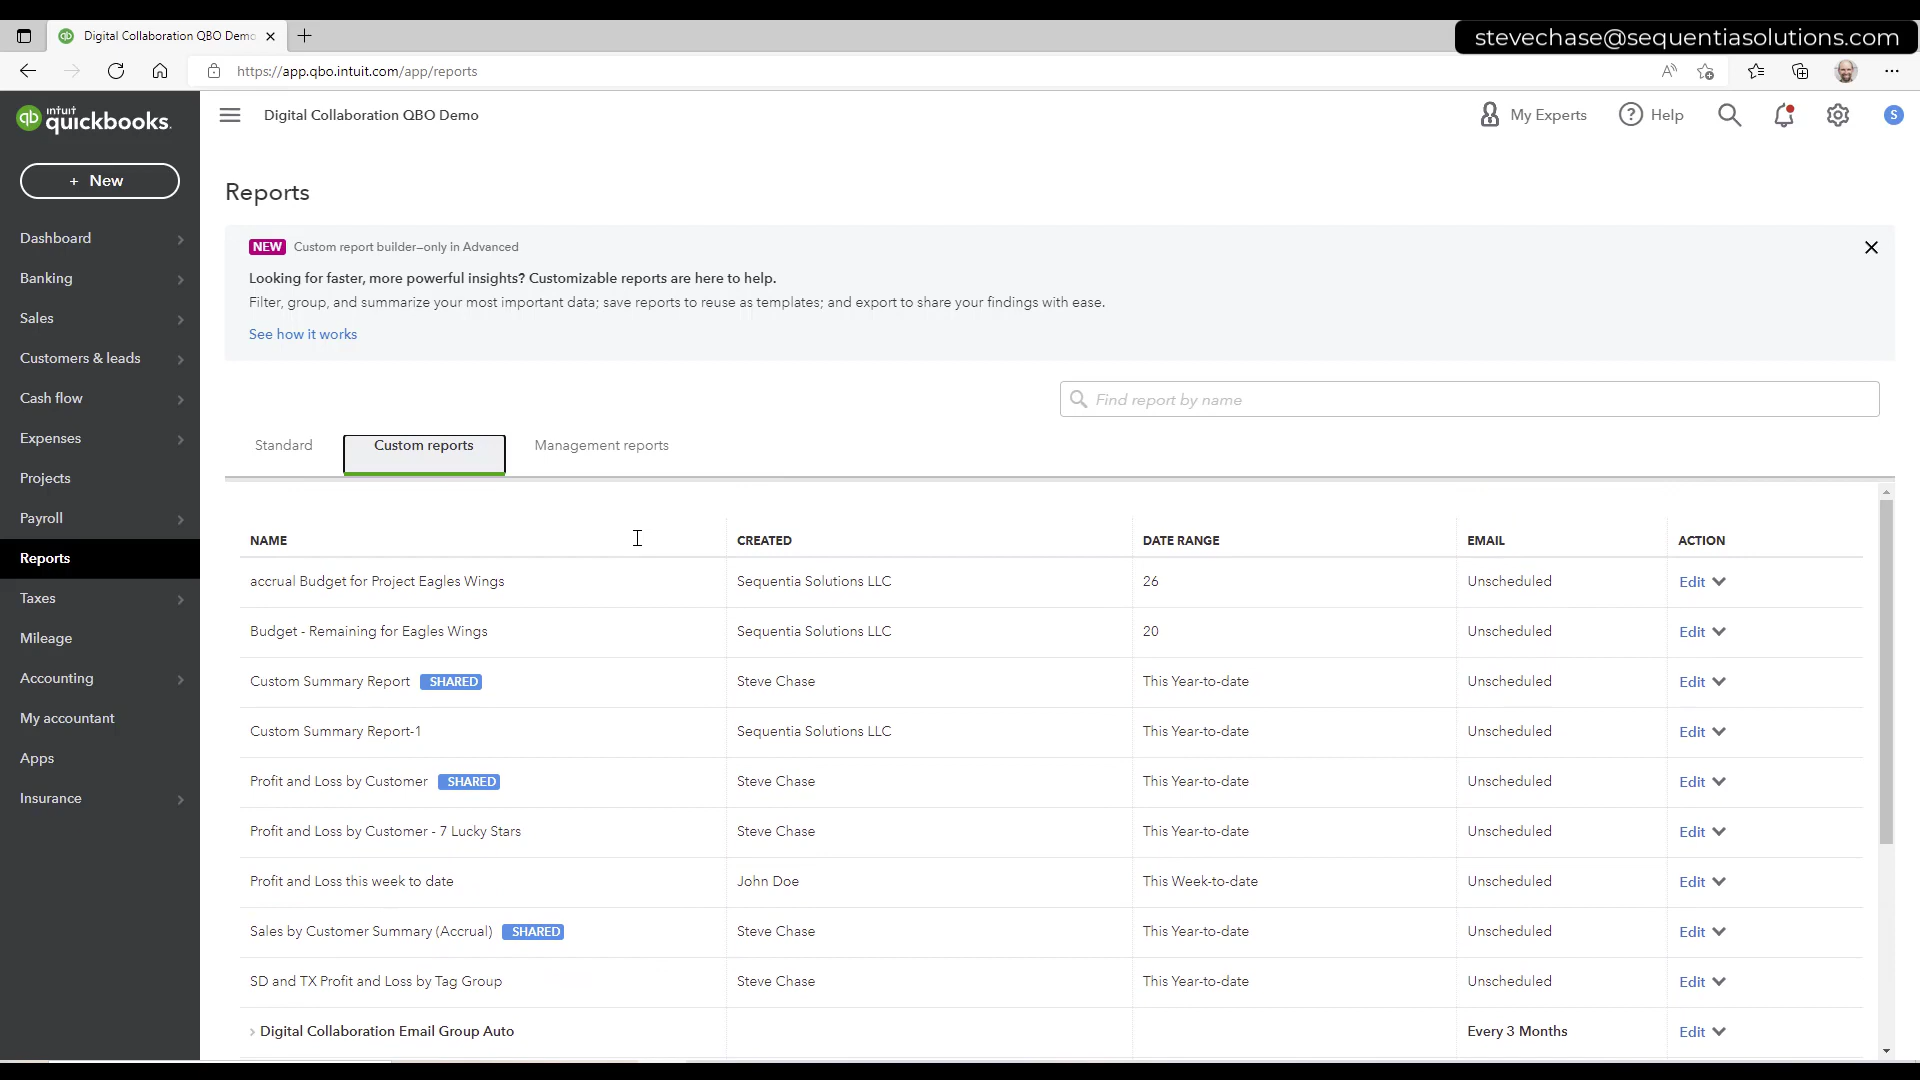 Digital Collaboration QBO Demo
stevechase@sequentiasolutions.com
https://app.qbo.intuit.com/app/reports
intuit quickbooks.
Digital Collaboration QBO Demo
My Experts
Help
S
+ New
Dashboard
Banking
Sales
Customers & leads
Cash flow
Expenses
Projects
Payroll
Reports
Taxes
Mileage
Accounting
My accountant
Apps
Insurance
Reports
NEW Custom report builder—only in Advanced
Looking for faster, more powerful insights? Customizable reports are here to help.
Filter, group, and summarize your most important data; save reports to reuse as templates; and export to share your findings with ease.
See how it works
Find report by name
Standard Custom reports Management reports
NAME CREATED DATE RANGE EMAIL ACTION
accrual Budget for Project Eagles Wings Sequentia Solutions LLC 26 Unscheduled Edit
Budget - Remaining for Eagles Wings Sequentia Solutions LLC 20 Unscheduled Edit
Custom Summary Report SHARED Steve Chase This Year-to-date Unscheduled Edit
Custom Summary Report-1 Sequentia Solutions LLC This Year-to-date Unscheduled Edit
Profit and Loss by Customer SHARED Steve Chase This Year-to-date Unscheduled Edit
Profit and Loss by Customer - 7 Lucky Stars Steve Chase This Year-to-date Unscheduled Edit
Profit and Loss this week to date John Doe This Week-to-date Unscheduled Edit
Sales by Customer Summary (Accrual) SHARED Steve Chase This Year-to-date Unscheduled Edit
SD and TX Profit and Loss by Tag Group Steve Chase This Year-to-date Unscheduled Edit
Digital Collaboration Email Group Auto Every 3 Months Edit